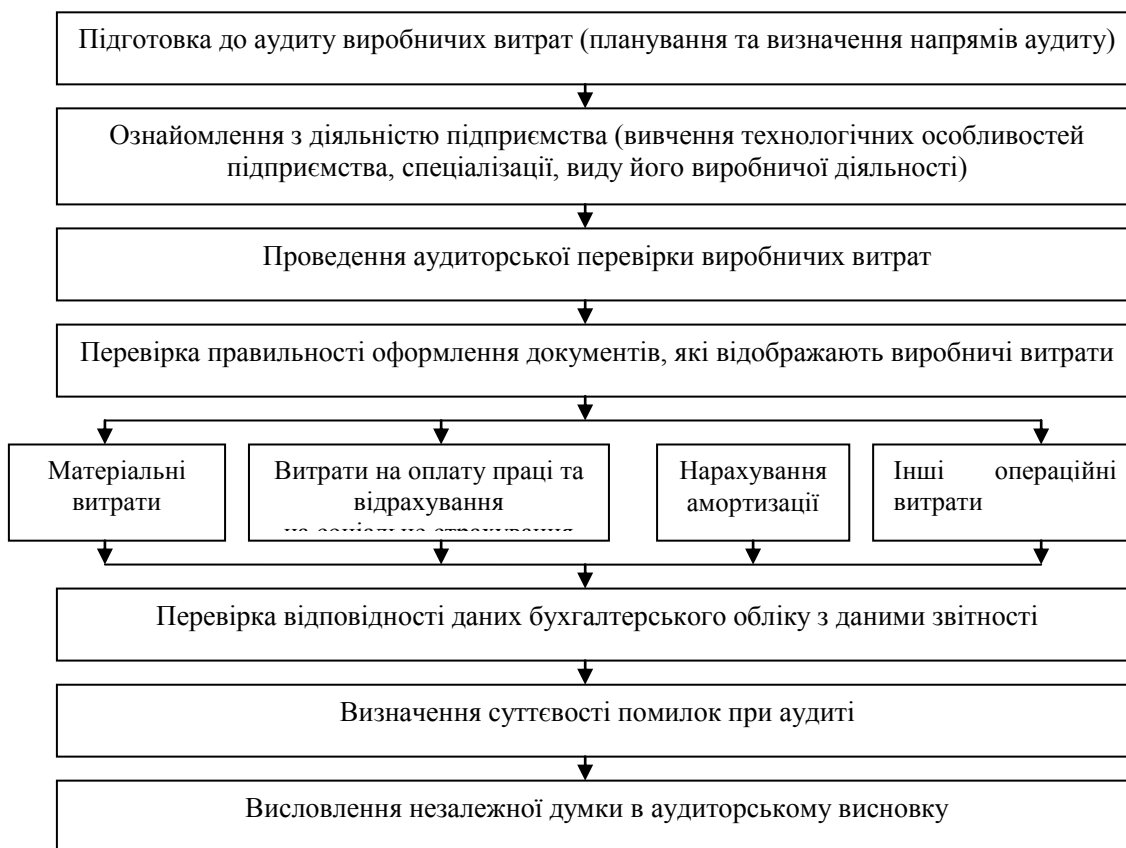 Підготовка до аудиту виробничих витрат (планування та визначення напрямів аудиту)
Ознайомлення з діяльністю підприємства (вивчення технологічних особливостей
підприємства, спеціалізації, виду його виробничої діяльності)
Проведення аудиторської перевірки виробничих витрат
Перевірка правильності оформлення документів, які відображають виробничі витрати
Матеріальні
витрати
Витрати на оплату праці та
відрахування
на соціальне страхування
Нарахування
амортизації
Інші операційні
витрати
Перевірка відповідності даних бухгалтерського обліку з даними звітності
Визначення суттєвості помилок при аудиті
Висловлення незалежної думки в аудиторському висновку